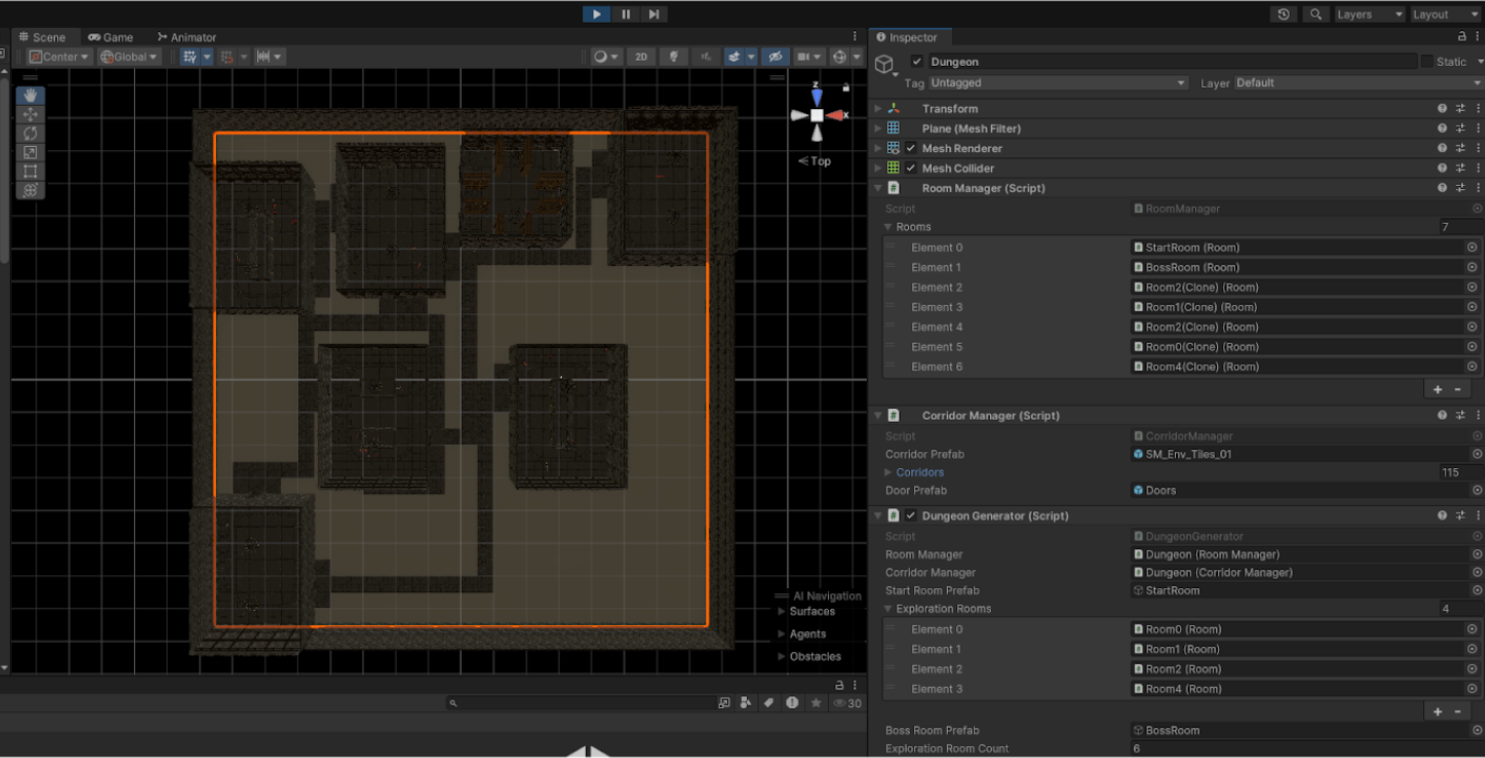 Layers Layout
Scene Game Animator
Center Global 2D
z
x
Top
AI Navigation
Surfaces
Agents
Obstacles
30
Inspector
Dungeon Static
Tag Untagged Layer Default
Transform
Plane (Mesh Filter)
Mesh Renderer
Mesh Collider
Room Manager (Script)
Script RoomManager
Rooms 7
Element 0 StartRoom (Room)
Element 1 BossRoom (Room)
Element 2 Room2(Clone) (Room)
Element 3 Room1(Clone) (Room)
Element 4 Room2(Clone) (Room)
Element 5 Room0(Clone) (Room)
Element 6 Room4(Clone) (Room)
+ -
Corridor Manager (Script)
Script CorridorManager
Corridor Prefab SM_Env_Tiles_01
Corridors 115
Door Prefab Doors
Dungeon Generator (Script)
Script DungeonGenerator
Room Manager Dungeon (Room Manager)
Corridor Manager Dungeon (Corridor Manager)
Start Room Prefab StartRoom
Exploration Rooms 4
Element 0 Room0 (Room)
Element 1 Room1 (Room)
Element 2 Room2 (Room)
Element 3 Room4 (Room)
+ -
Boss Room Prefab BossRoom
Exploration Room Count 6